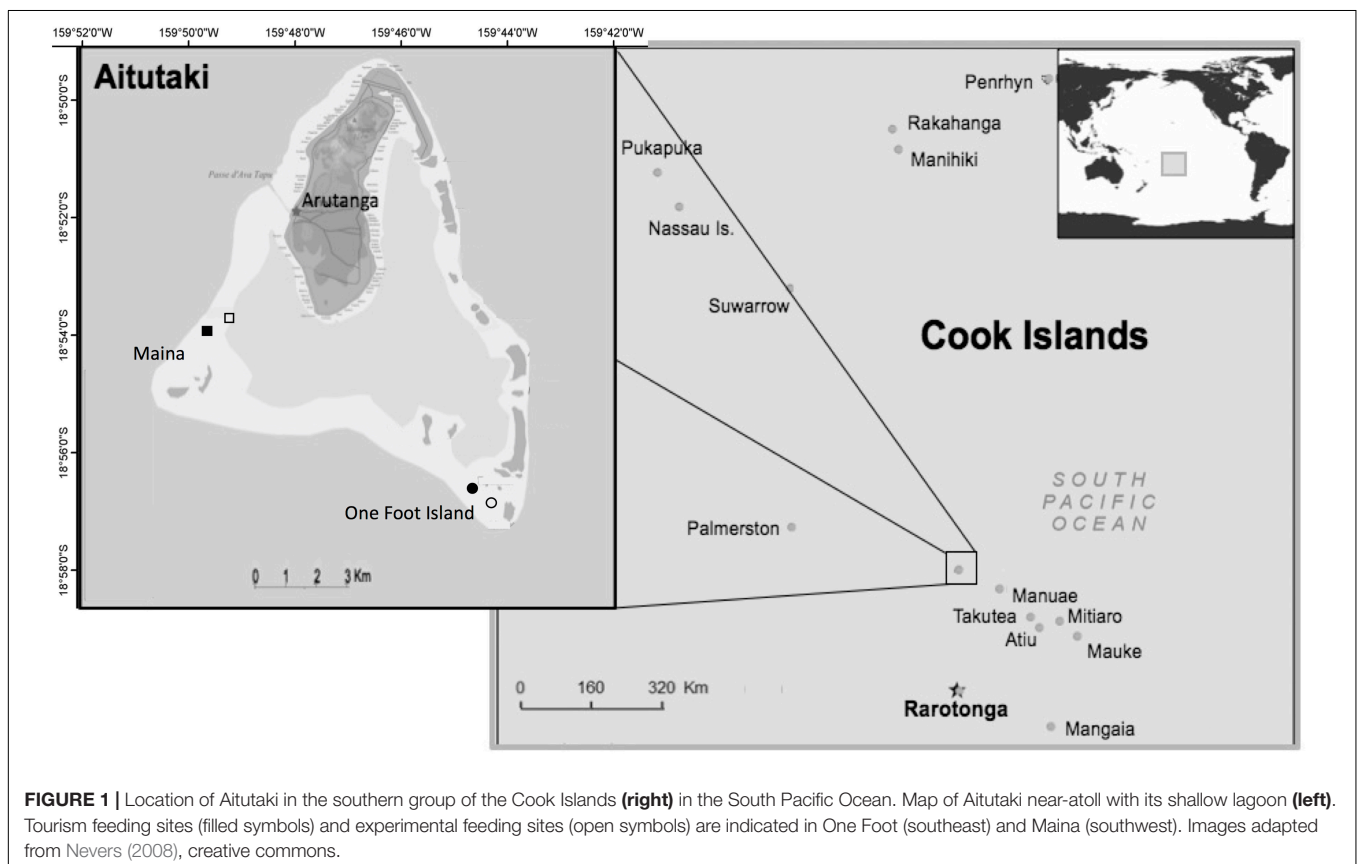 159°52'0"W 159°50'0"W 159°48'0"W 159°46'0"W 159°44'0"W 159°42'0"W
Aitutaki
18°50'0"S
18°52'0"S
18°54'0"S
18°56'0"S
18°58'0"S
Passe d'Ava Tapu
Arutanga
Maina
One Foot Island
0 1 2 3 Km
Penrhyn
Rakahanga
Manihiki
Pukapuka
Nassau Is.
Suwarrow
Cook Islands
SOUTH
PACIFIC
OCEAN
Palmerston
Manuae
Takutea
Mitiaro
Atiu
Mauke
0 160 320 Km
Rarotonga
Mangaia
FIGURE 1 | Location of Aitutaki in the southern group of the Cook Islands (right) in the South Pacific Ocean. Map of Aitutaki near-atoll with its shallow lagoon (left).
Tourism feeding sites (filled symbols) and experimental feeding sites (open symbols) are indicated in One Foot (southeast) and Maina (southwest). Images adapted
from Nevers (2008), creative commons.